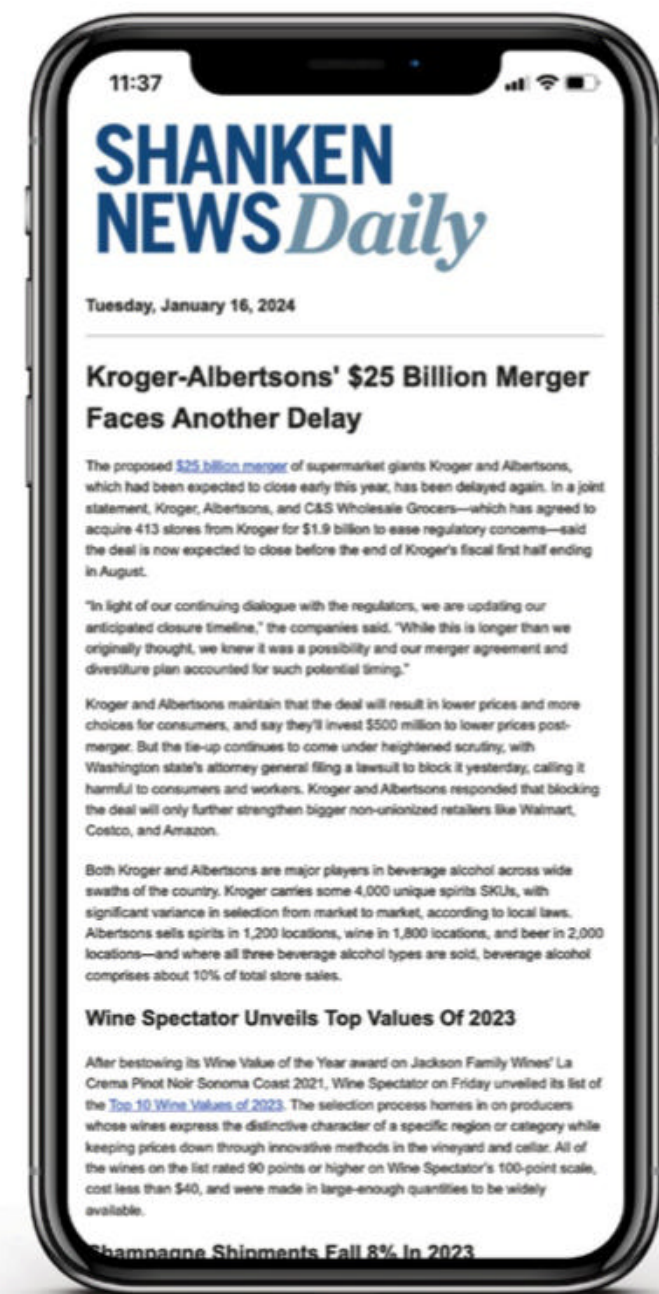 11:37
SHANKEN
NEWS Daily
Tuesday, January 16, 2024
Kroger-Albertsons' $25 Billion Merger
Faces Another Delay
The proposed $25 billion merger of supermarket giants Kroger and Albertsons,
which had been expected to close early this year, has been delayed again. In a joint
statement, Kroger, Albertsons, and C&S Wholesale Grocers—which has agreed to
acquire 413 stores from Kroger for $1.9 billion to ease regulatory concerns—said
the deal is now expected to close before the end of Kroger's fiscal first half ending
in August.
"In light of our continuing dialogue with the regulators, we are updating our
anticipated closure timeline," the companies said. "While this is longer than we
originally thought, we knew it was a possibility and our merger agreement and
divestiture plan accounted for such potential timing."
Kroger and Albertsons maintain that the deal will result in lower prices and more
choices for consumers, and say they'll invest $500 million to lower prices post-
merger. But the tie-up continues to come under heightened scrutiny, with
Washington state's attorney general filing a lawsuit to block it yesterday, calling it
harmful to consumers and workers. Kroger and Albertsons responded that blocking
the deal will only further strengthen bigger non-unionized retailers like Walmart,
Costco, and Amazon.
Both Kroger and Albertsons are major players in beverage alcohol across wide
swaths of the country. Kroger carries some 4,000 unique spirits SKUs, with
significant variance in selection from market to market, according to local laws.
Albertsons sells spirits in 1,200 locations, wine in 1,800 locations, and beer in 2,000
locations—and where all three beverage alcohol types are sold, beverage alcohol
comprises about 10% of total store sales.
Wine Spectator Unveils Top Values Of 2023
After bestowing its Wine Value of the Year award on Jackson Family Wines' La
Crema Pinot Noir Sonoma Coast 2021, Wine Spectator on Friday unveiled its list of
the Top 10 Wine Values of 2023. The selection process homes in on producers
whose wines express the distinctive character of a specific region or category while
keeping prices down through innovative methods in the vineyard and cellar. All of
the wines on the list rated 90 points or higher on Wine Spectator's 100-point scale,
cost less than $40, and were made in large-enough quantities to be widely
available.
Champagne Shipments Fall 8% In 2023